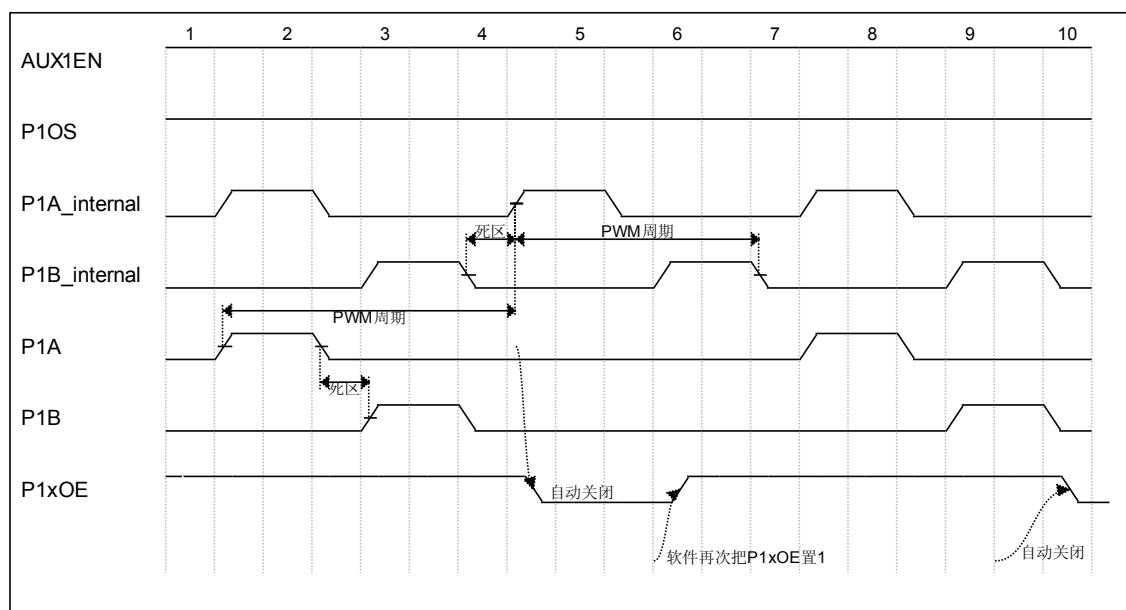 1 2 3 4 5 6 7 8 9 10
AUX1EN
P1OS
P1A_internal
死区 PWM周期
P1B_internal
PWM周期
P1A
死区
P1B
P1xOE
自动关闭
软件再次把P1xOE置1 自动关闭